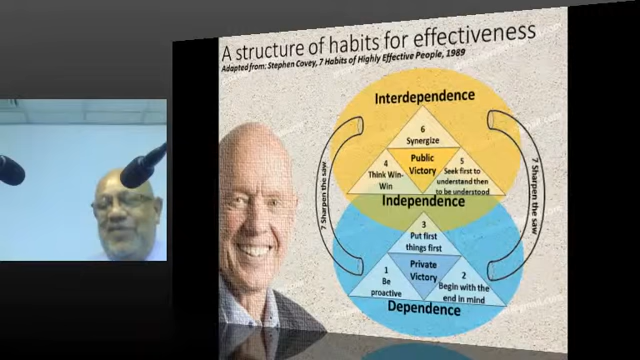 A structure of habits for effectiveness
Adapted from: Stephen Covey, 7 Habits of Highly Effective People, 1989
Interdependence
6
Synergize
4
Think Win-
Win
Public
Victory
5
Seek first to
understand then
to be understood
7 Sharpen the saw
7 Sharpen the saw
Independence
3
Put first
things first
1
Be
proactive
Private
Victory
2
Begin with the
end in mind
Dependence